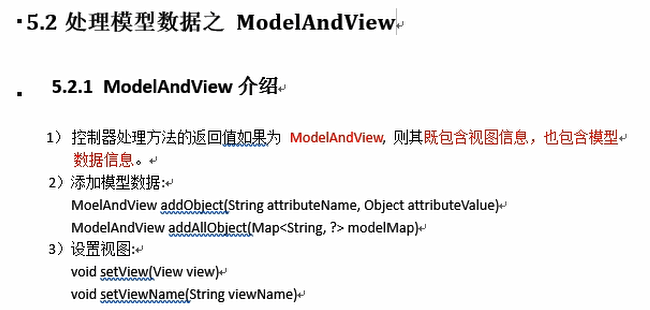 5.2 处理模型数据之 ModelAndView
5.2.1 ModelAndView 介绍
1) 控制器处理方法的返回值如果为 ModelAndView, 则其既包含视图信息，也包含模型
数据信息。
2) 添加模型数据:
MoelAndView addObject(String attributeName, Object attributeValue)
ModelAndView addAllObject(Map<String, ?> modelMap)
3) 设置视图:
void setView(View view)
void setViewName(String viewName)